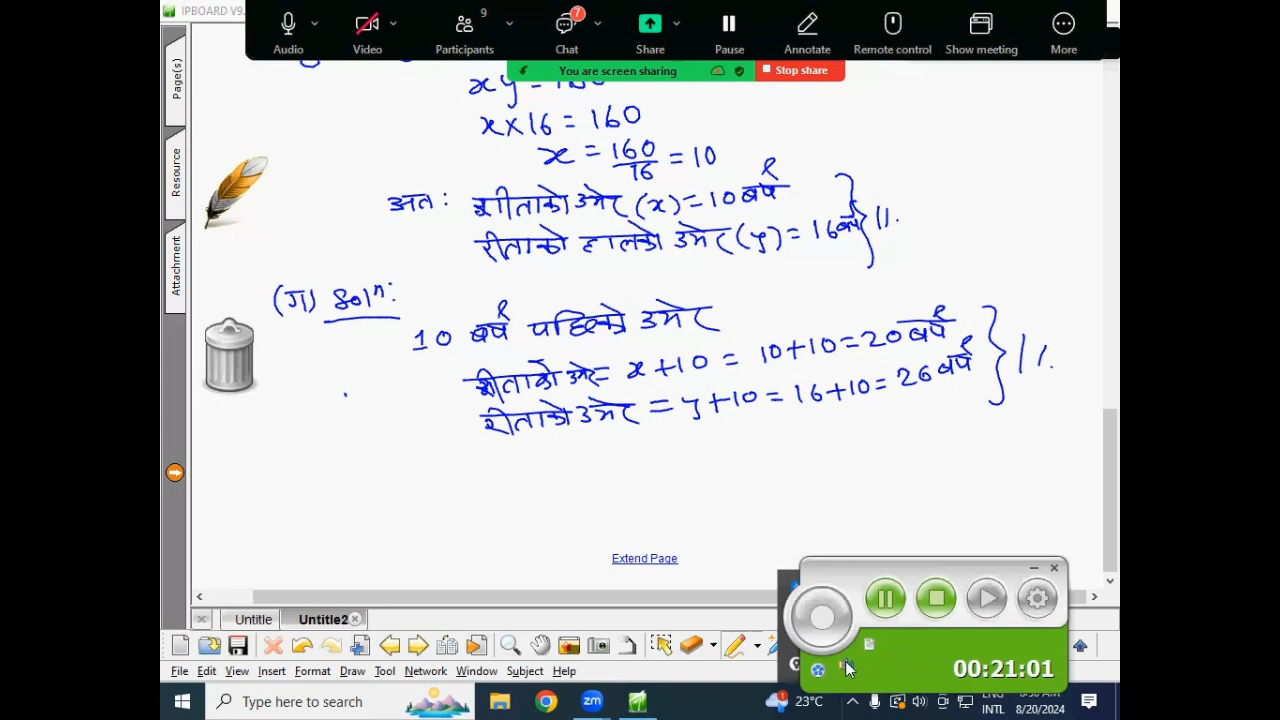 IPBOARD V9.
Audio Video Participants 9 Chat 7 Share Pause Annotate Remote control Show meeting More
You are screen sharing Stop share
Page(s)
Resource
Attachment
x × 16 = 160
x = 160/16 = 10
अतः सीताको उमेर (x) = 10 वर्ष
रीताको हालको उमेर (y) = 16 वर्ष } //.
(ग) Solⁿ:
10 वर्ष पहिलेको उमेर
सीताको उमेर = x + 10 = 10 + 10 = 20 वर्ष
रीताको उमेर = y + 10 = 16 + 10 = 26 वर्ष } //.
Extend Page
Untitle Untitle2
File Edit View Insert Format Draw Tool Network Window Subject Help
00:21:01
Type here to search
zm
23°C
INTL
8/20/2024